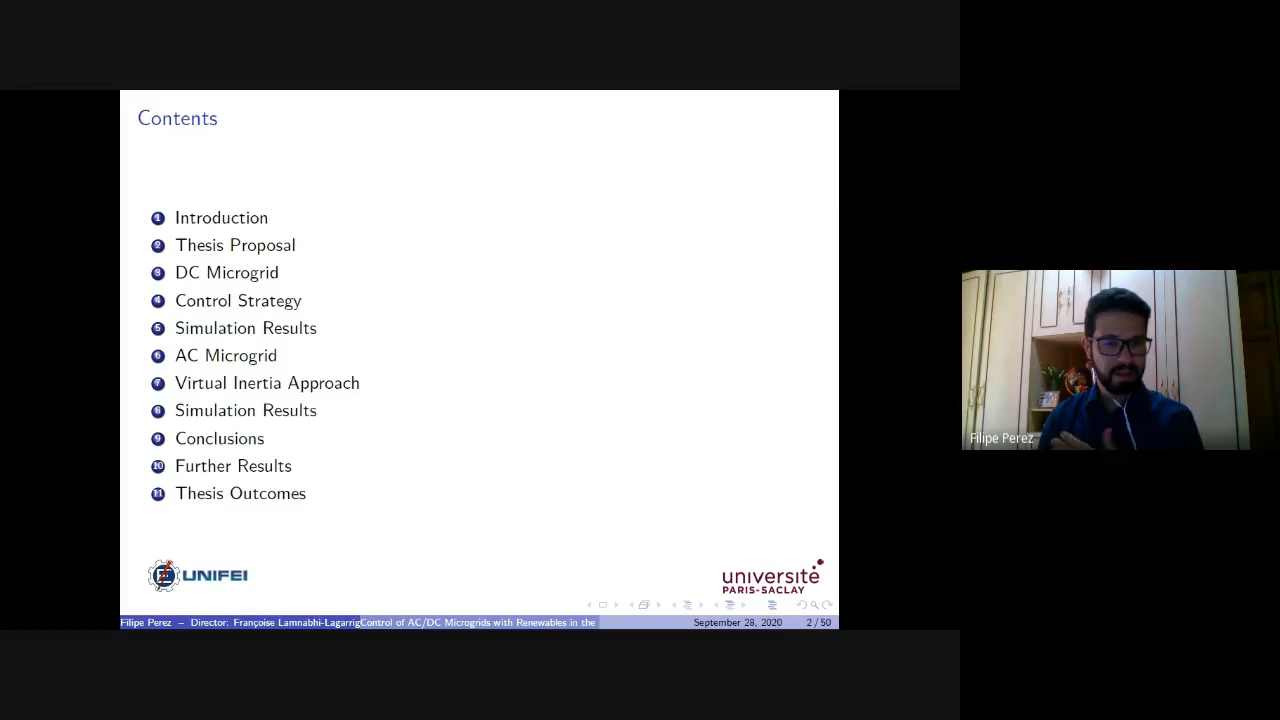 Contents
1 Introduction
2 Thesis Proposal
3 DC Microgrid
4 Control Strategy
5 Simulation Results
6 AC Microgrid
7 Virtual Inertia Approach
8 Simulation Results
9 Conclusions
10 Further Results
11 Thesis Outcomes
UNIFEI
université
PARIS-SACLAY
Filipe Perez – Director: Françoise Lamnabhi-Lagarrig Control of AC/DC Microgrids with Renewables in the September 28, 2020 2 / 50
Filipe Perez